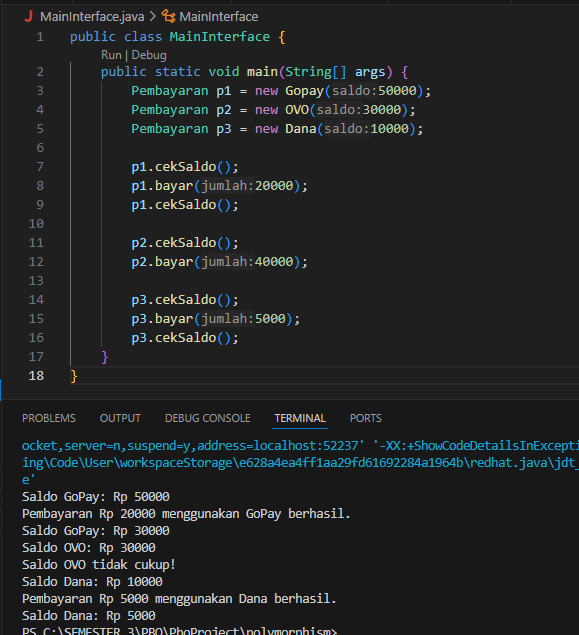 MainInterface.java > MainInterface
1 public class MainInterface {
Run | Debug
2 public static void main(String[] args) {
3 Pembayaran p1 = new Gopay(saldo:50000);
4 Pembayaran p2 = new OVO(saldo:30000);
5 Pembayaran p3 = new Dana(saldo:10000);
6
7 p1.cekSaldo();
8 p1.bayar(jumlah:20000);
9 p1.cekSaldo();
10
11 p2.cekSaldo();
12 p2.bayar(jumlah:40000);
13
14 p3.cekSaldo();
15 p3.bayar(jumlah:5000);
16 p3.cekSaldo();
17 }
18 }
PROBLEMS OUTPUT DEBUG CONSOLE TERMINAL PORTS
ocket,server=n,suspend=y,address=localhost:52237' '-XX:+ShowCodeDetailsInExcepti
ing\Code\User\workspaceStorage\e628a4ea4ff1aa29fd61692284a1964b\redhat.java\jdt_
e'
Saldo GoPay: Rp 50000
Pembayaran Rp 20000 menggunakan GoPay berhasil.
Saldo GoPay: Rp 30000
Saldo OVO: Rp 30000
Saldo OVO tidak cukup!
Saldo Dana: Rp 10000
Pembayaran Rp 5000 menggunakan Dana berhasil.
Saldo Dana: Rp 5000
PS C:\SEMESTER 3\PBO\PboProject\polymorphism>